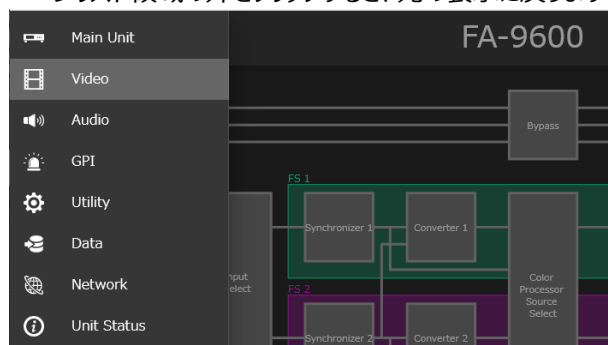 Main Unit
FA-9600
Video
Audio
Bypass
GPI
FS 1
Utility
Synchronizer 1
Converter 1
Data
Network
FS 2
Color
Processor
Source
Select
Unit Status
Synchronizer 2
Converter 2